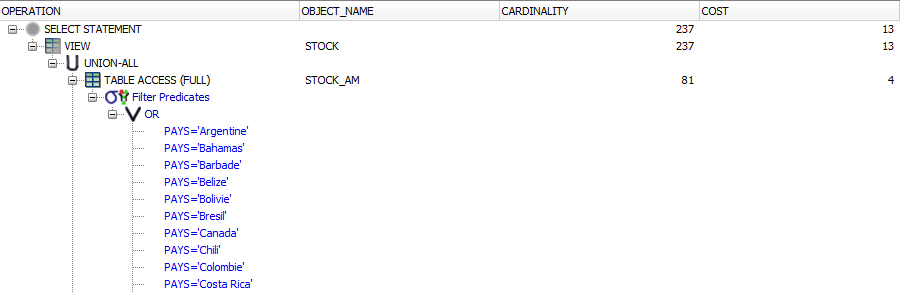 OPERATION OBJECT_NAME CARDINALITY COST
SELECT STATEMENT 237 13
VIEW STOCK 237 13
UNION-ALL
TABLE ACCESS (FULL) STOCK_AM 81 4
Filter Predicates
OR
PAYS='Argentine'
PAYS='Bahamas'
PAYS='Barbade'
PAYS='Belize'
PAYS='Bolivie'
PAYS='Bresil'
PAYS='Canada'
PAYS='Chili'
PAYS='Colombie'
PAYS='Costa Rica'